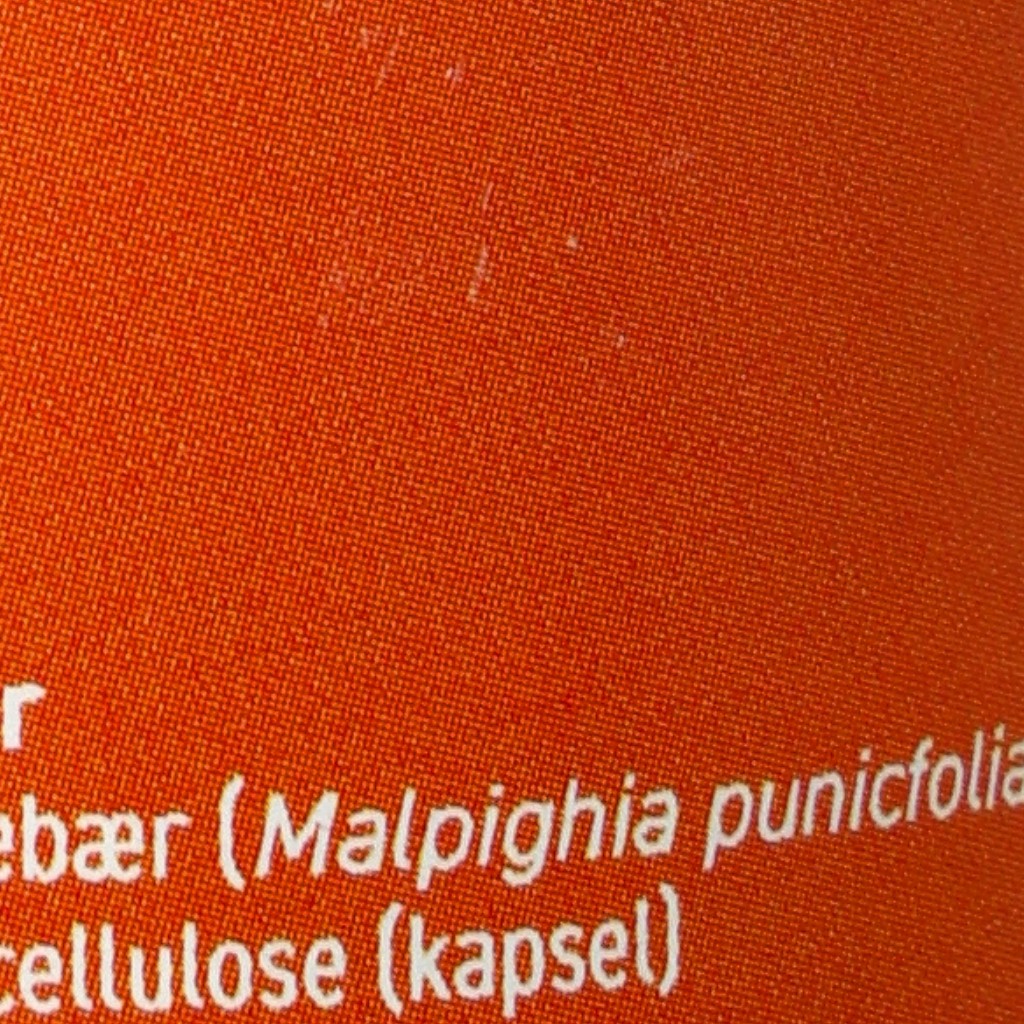 r
ebær (Malpighia punicfolia
cellulose (kapsel)